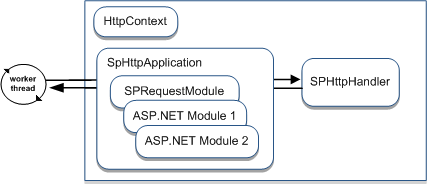 HttpContext
SpHttpApplication
SPRequestModule
ASP.NET Module 1
ASP.NET Module 2
worker
thread
SPHttpHandler